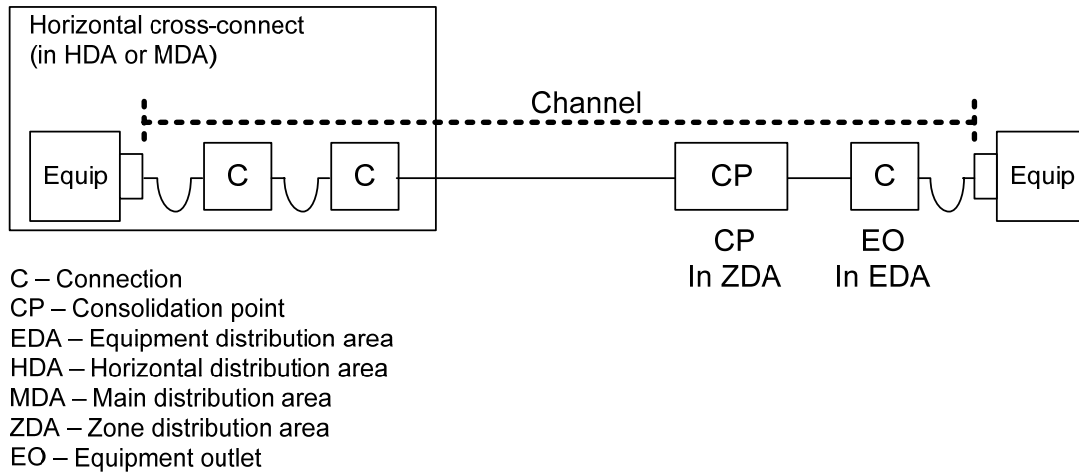 Horizontal cross-connect
(in HDA or MDA)
Channel
Equip
C
C
CP
C
Equip
CP
In ZDA
EO
In EDA
C – Connection
CP – Consolidation point
EDA – Equipment distribution area
HDA – Horizontal distribution area
MDA – Main distribution area
ZDA – Zone distribution area
EO – Equipment outlet